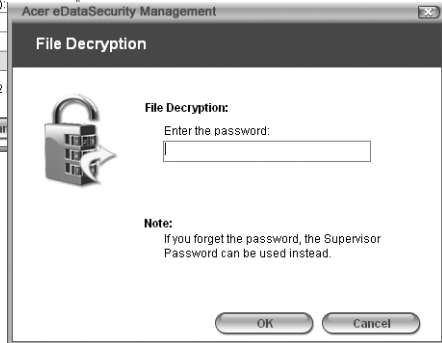 Acer eDataSecurity Management
File Decryption
File Decryption:
Enter the password:
Note:
If you forget the password, the Supervisor
Password can be used instead.
OK
Cancel